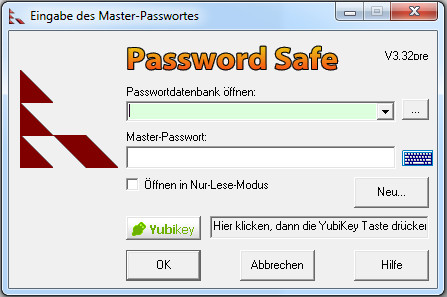 Eingabe des Master-Passwortes
Password Safe
V3.32pre
Passwortdatenbank öffnen:
...
Master-Passwort:
Öffnen in Nur-Lese-Modus
Neu...
Yubikey
Hier klicken, dann die YubiKey Taste drücken
OK
Abbrechen
Hilfe